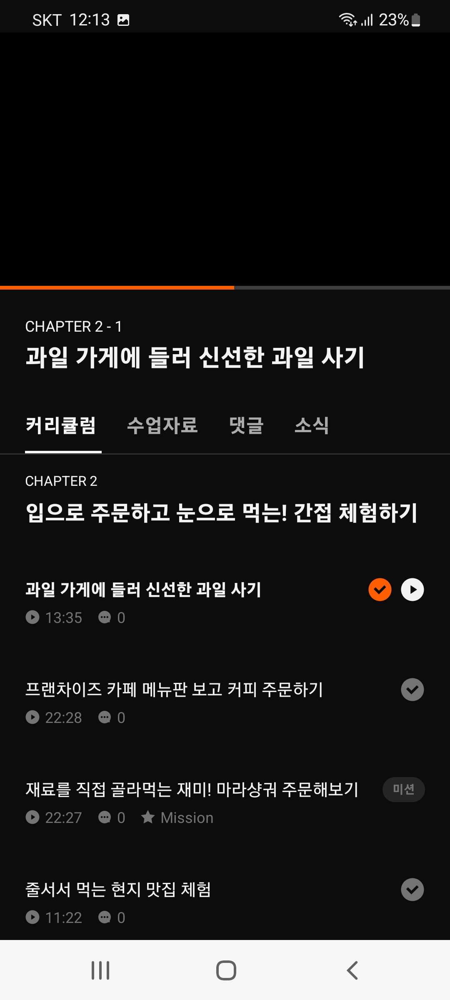 SKT 12:13 23%
CHAPTER 2 - 1
과일 가게에 들러 신선한 과일 사기
커리큘럼 수업자료 댓글 소식
CHAPTER 2
입으로 주문하고 눈으로 먹는! 간접 체험하기
과일 가게에 들러 신선한 과일 사기
13:35 0
프랜차이즈 카페 메뉴판 보고 커피 주문하기
22:28 0
재료를 직접 골라먹는 재미! 마라샹궈 주문해보기 미션
22:27 0 Mission
줄서서 먹는 현지 맛집 체험
11:22 0